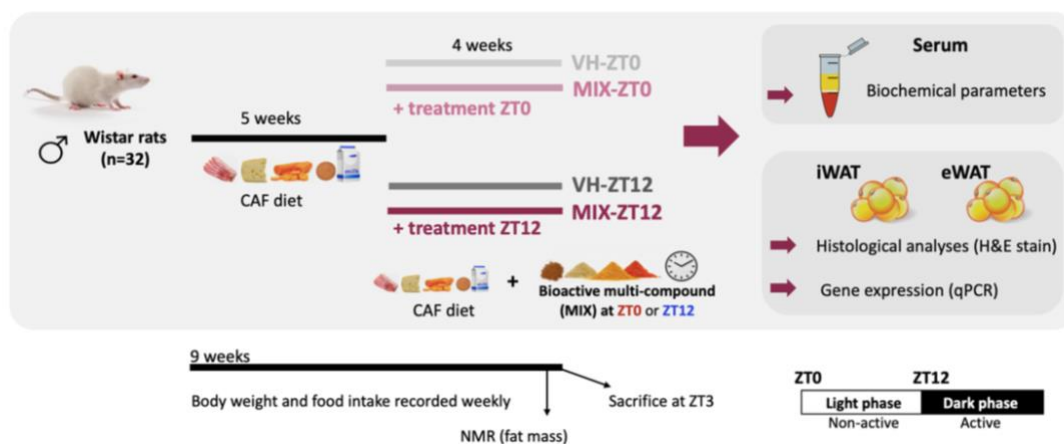 4 weeks
VH-ZT0
MIX-ZT0
+ treatment ZT0
5 weeks
♂ Wistar rats
(n=32)
CAF diet
VH-ZT12
MIX-ZT12
+ treatment ZT12
CAF diet
+
Bioactive multi-compound
(MIX) at ZT0 or ZT12
Serum
Biochemical parameters
iWAT eWAT
Histological analyses (H&E stain)
Gene expression (qPCR)
9 weeks
Body weight and food intake recorded weekly
Sacrifice at ZT3
NMR (fat mass)
ZT0 ZT12
Light phase Dark phase
Non-active Active